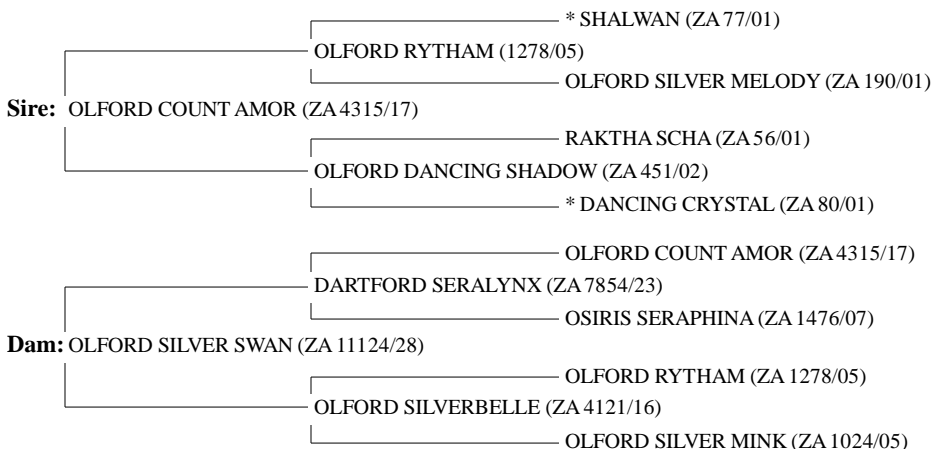 * SHALWAN (ZA 77/01)
OLFORD RYTHAM (1278/05)
OLFORD SILVER MELODY (ZA 190/01)
Sire: OLFORD COUNT AMOR (ZA 4315/17)
RAKTHA SCHA (ZA 56/01)
OLFORD DANCING SHADOW (ZA 451/02)
* DANCING CRYSTAL (ZA 80/01)
OLFORD COUNT AMOR (ZA 4315/17)
DARTFORD SERALYNX (ZA 7854/23)
OSIRIS SERAPHINA (ZA 1476/07)
Dam: OLFORD SILVER SWAN (ZA 11124/28)
OLFORD RYTHAM (ZA 1278/05)
OLFORD SILVERBELLE (ZA 4121/16)
OLFORD SILVER MINK (ZA 1024/05)